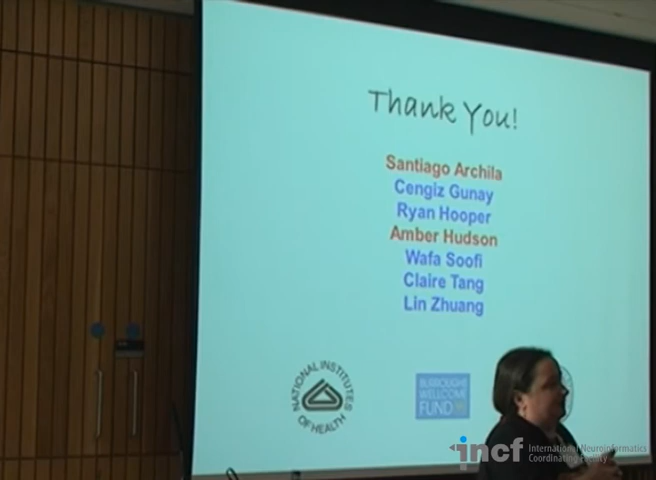 Thank You!
Santiago Archila
Cengiz Gunay
Ryan Hooper
Amber Hudson
Wafa Soofi
Claire Tang
Lin Zhuang
NATIONAL INSTITUTES
OF HEALTH
BURROUGHS
WELLCOME
FUND
incf
International Neuroinformatics
Coordinating Facility